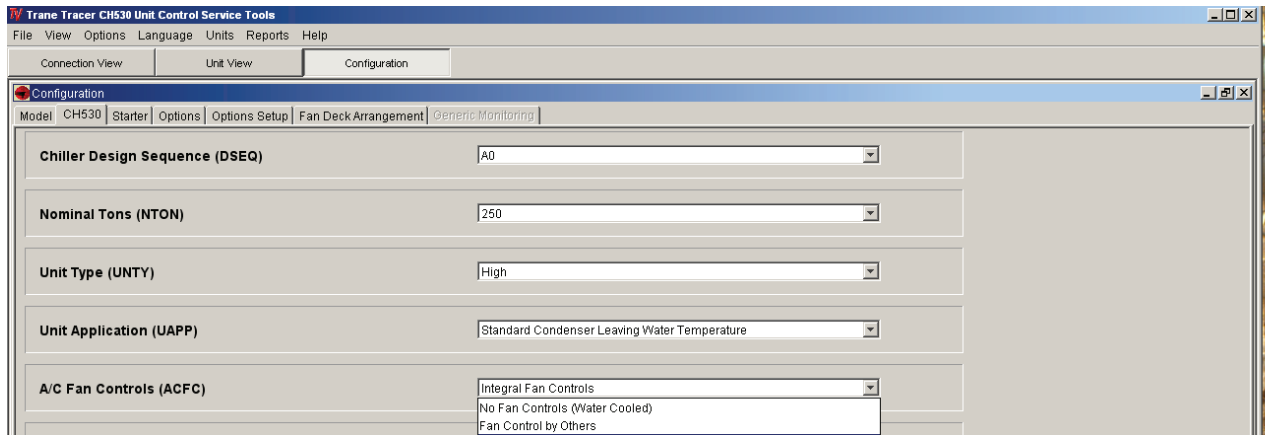 Trane Tracer CH530 Unit Control Service Tools
File View Options Language Units Reports Help
Connection View Unit View Configuration
Configuration
Model CH530 Starter Options Options Setup Fan Deck Arrangement Generic Monitoring
Chiller Design Sequence (DSEQ) A0
Nominal Tons (NTON) 250
Unit Type (UNTY) High
Unit Application (UAPP) Standard Condenser Leaving Water Temperature
A/C Fan Controls (ACFC) Integral Fan Controls
No Fan Controls (Water Cooled)
Fan Control by Others